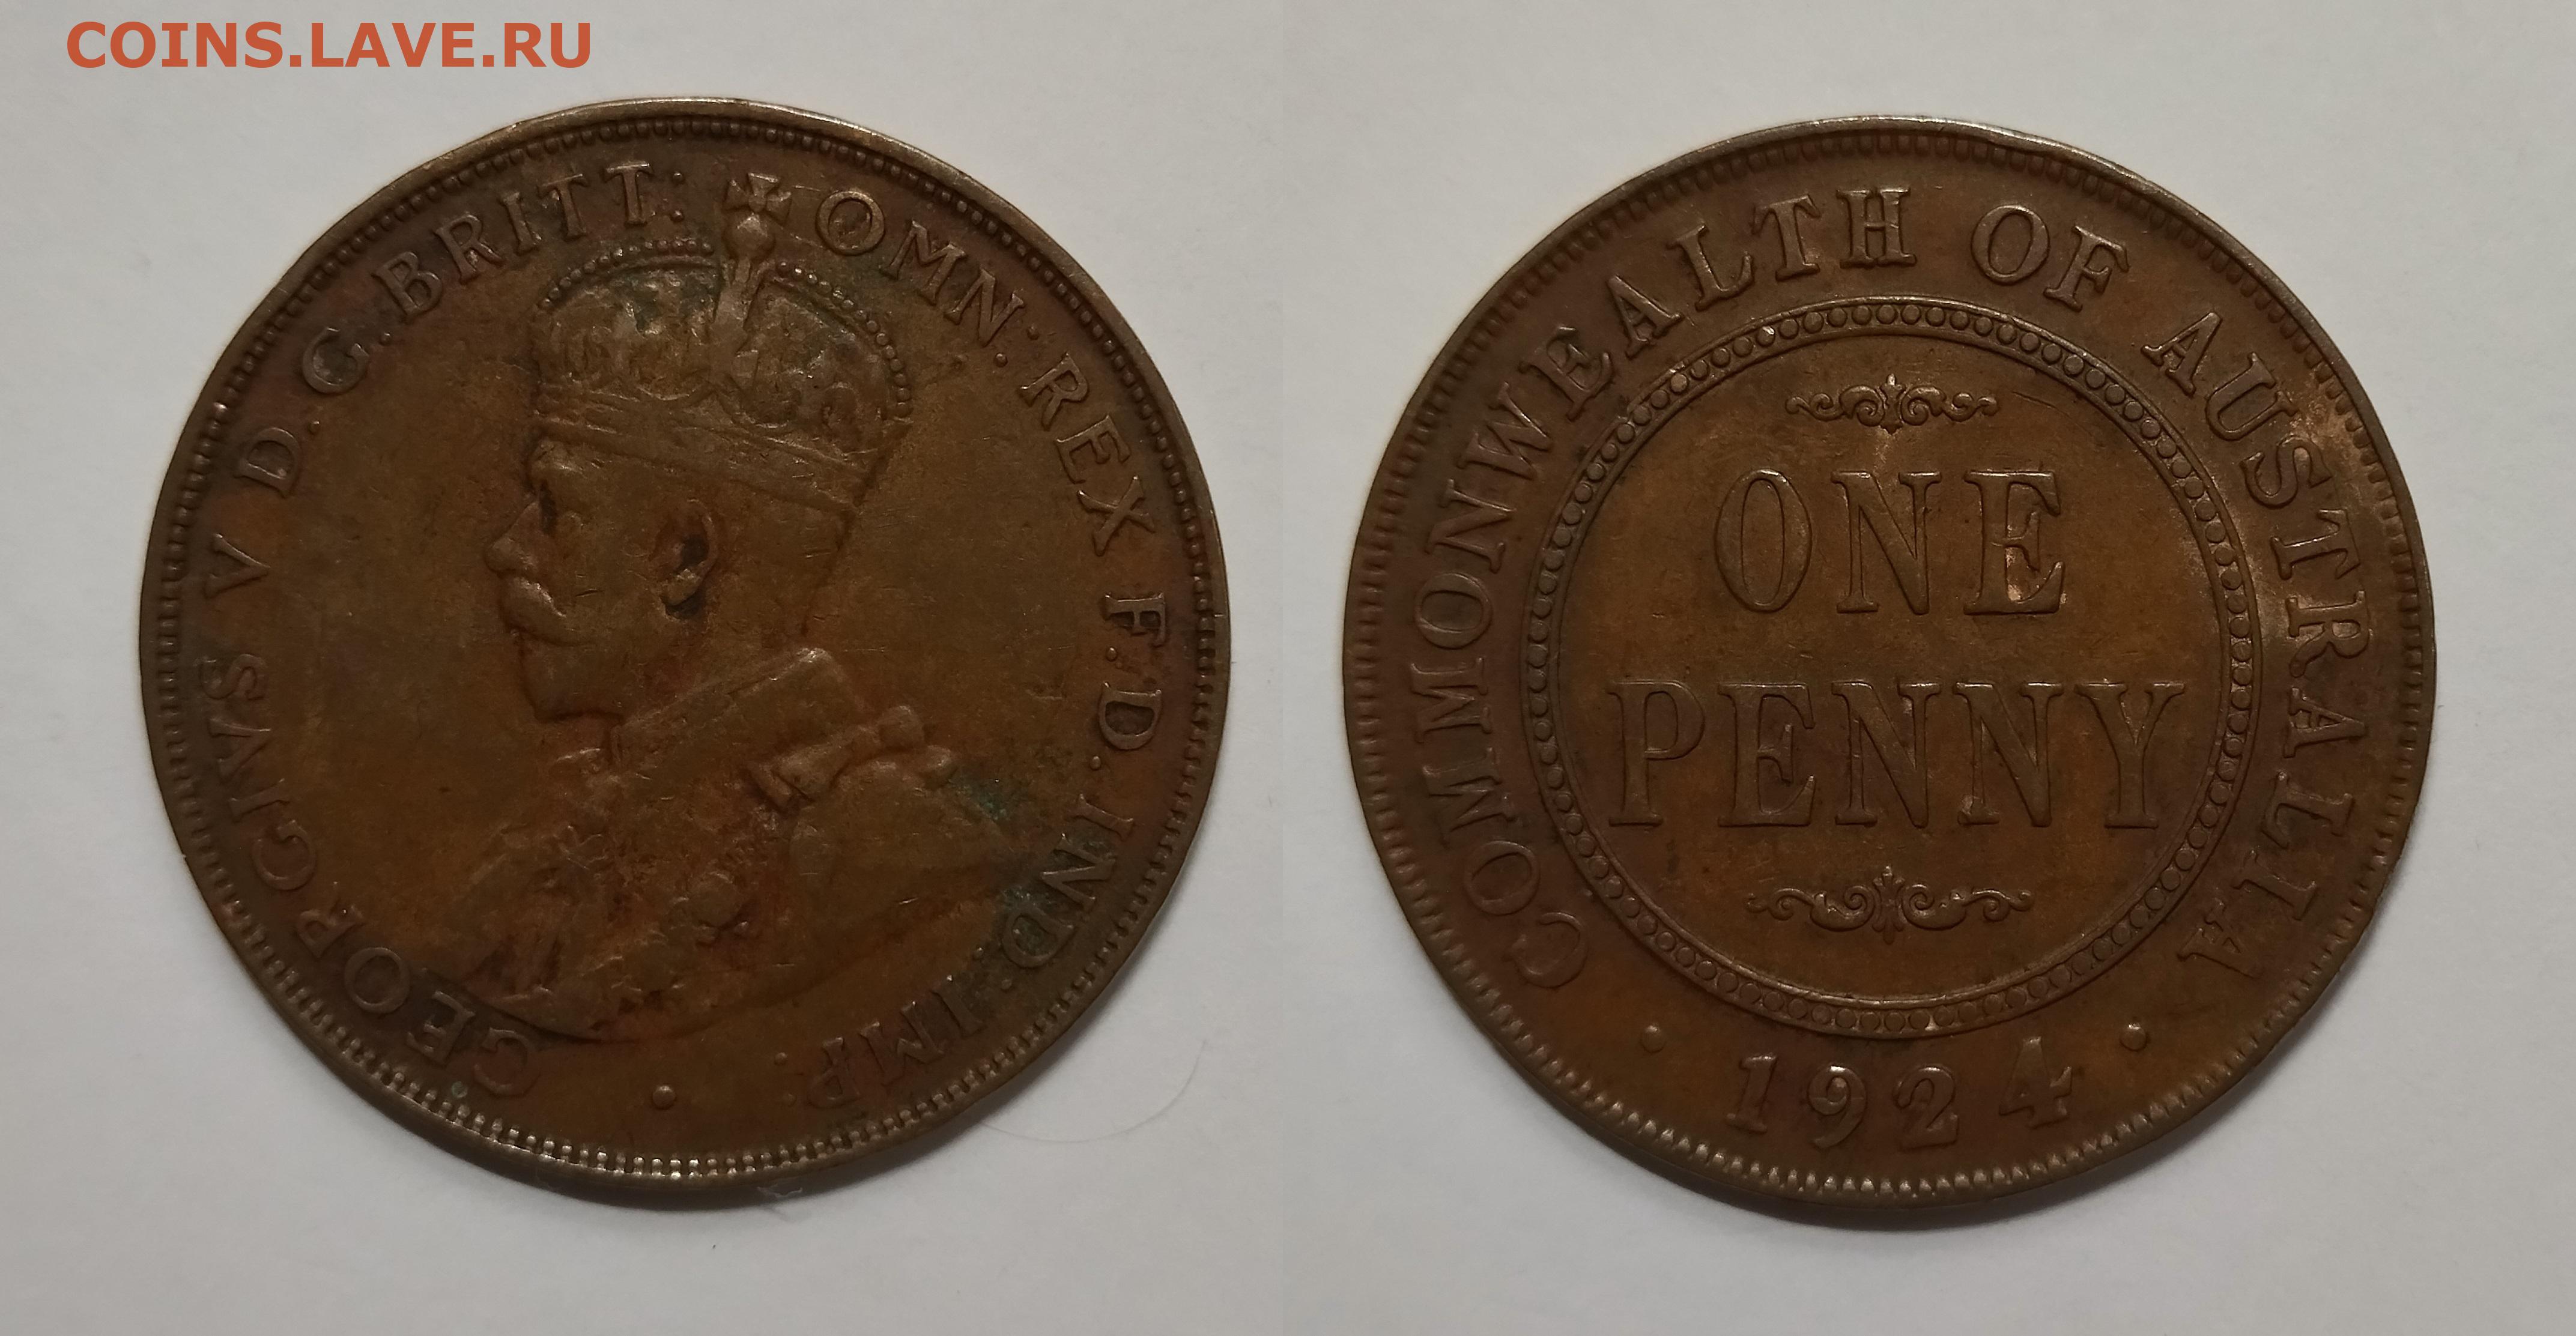 COINS.LAVE.RU
GEORGIVS V D.G.BRITT: OMN: REX F.D. IND: IMP:
COMMONWEALTH OF AUSTRALIA
ONE
PENNY
· 1924 ·